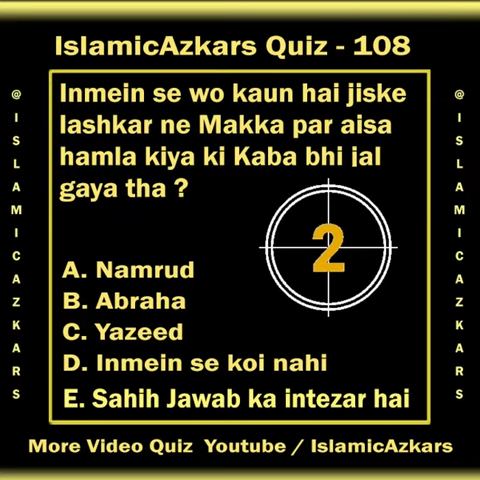 IslamicAzkars Quiz - 108
Inmein se wo kaun hai jiske
lashkar ne Makka par aisa
hamla kiya ki Kaba bhi jal
gaya tha ?
2
A. Namrud
B. Abraha
C. Yazeed
D. Inmein se koi nahi
E. Sahih Jawab ka intezar hai
@ISLAMICAZKARS
@ISLAMICAZKARS
More Video Quiz Youtube / IslamicAzkars